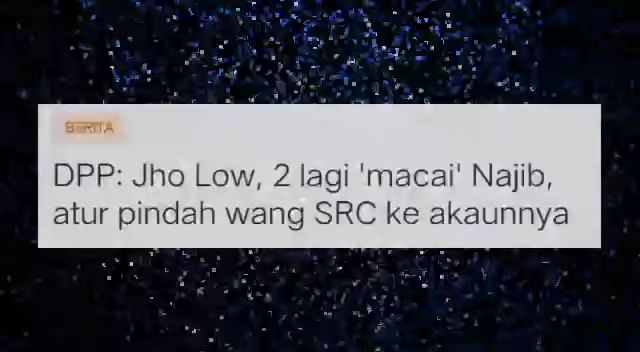 BERITA
DPP: Jho Low, 2 lagi 'macai' Najib,
atur pindah wang SRC ke akaunnya